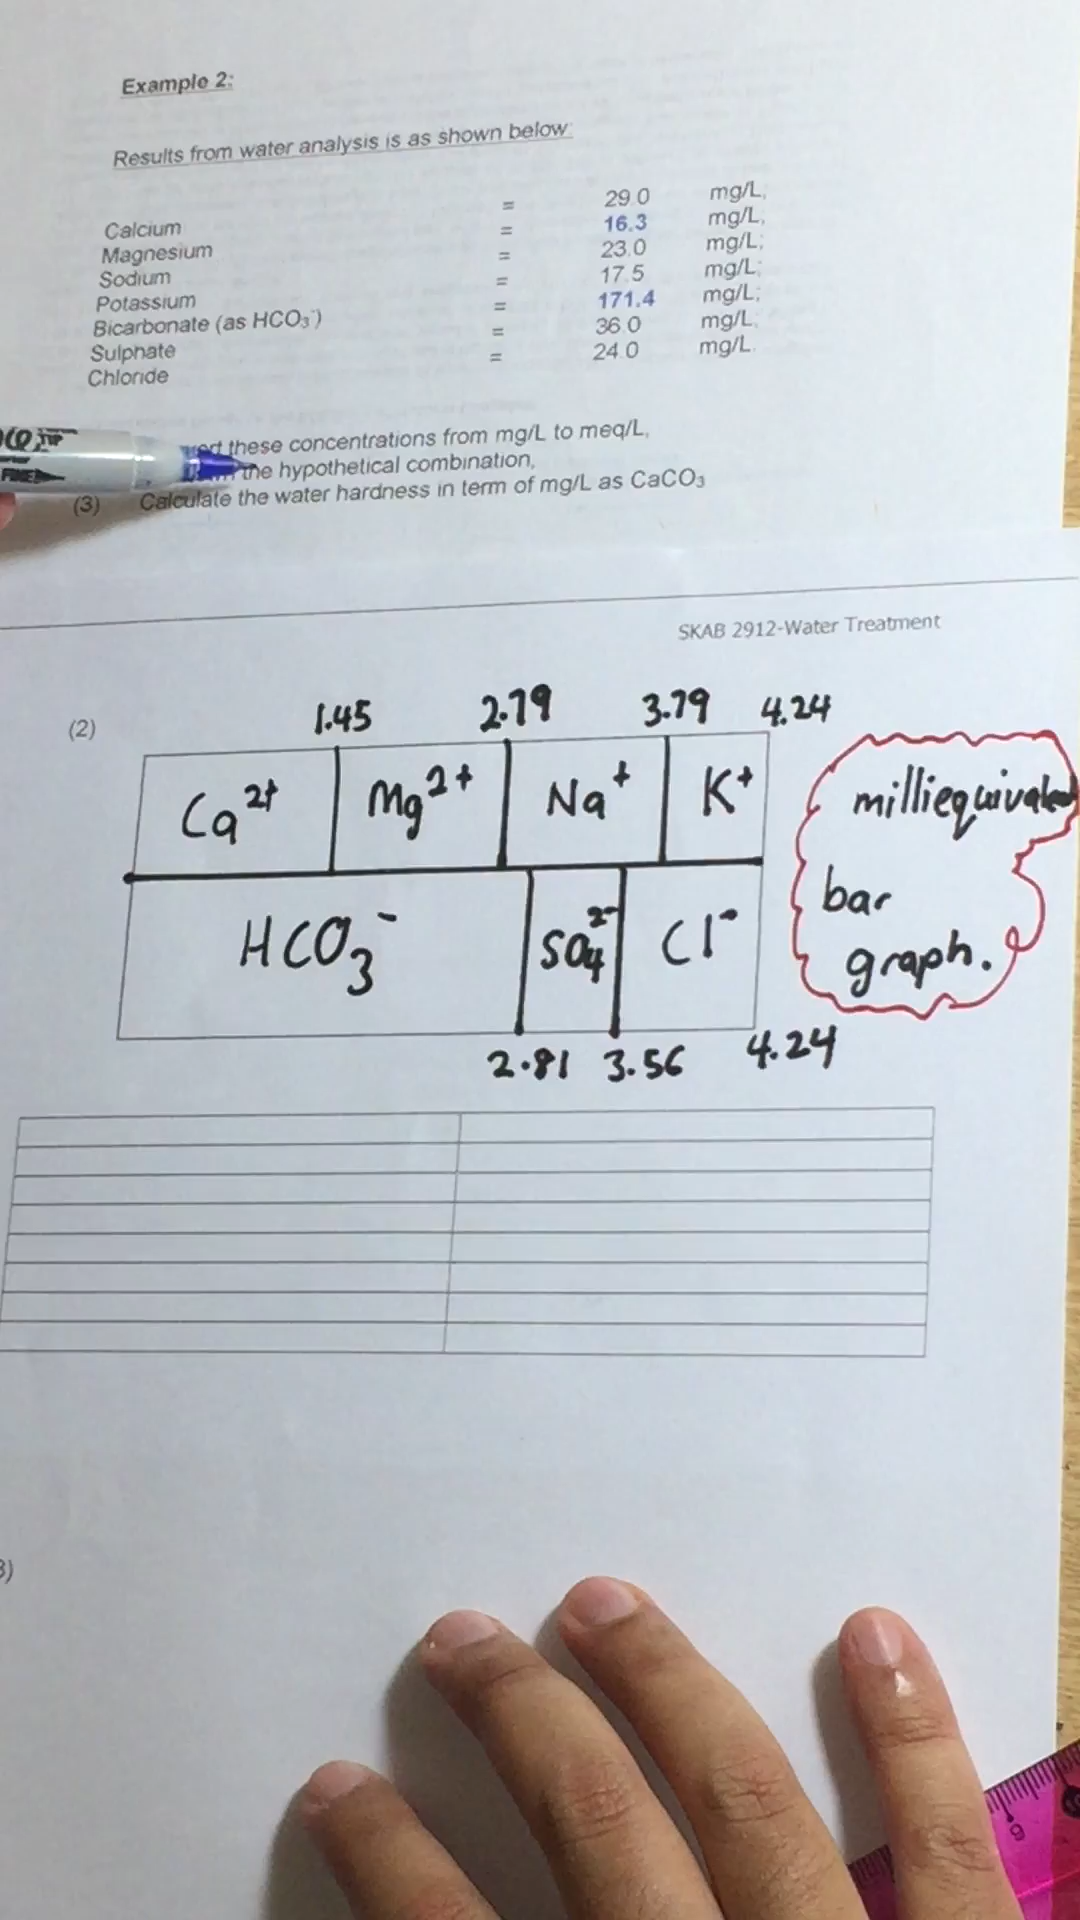 Example 2:
Results from water analysis is as shown below:
Calcium = 29.0 mg/L,
Magnesium = 16.3 mg/L,
Sodium = 23.0 mg/L;
Potassium = 17.5 mg/L;
Bicarbonate (as HCO₃⁻) = 171.4 mg/L;
Sulphate = 36.0 mg/L,
Chloride = 24.0 mg/L.
these concentrations from mg/L to meq/L,
the hypothetical combination,
(3) Calculate the water hardness in term of mg/L as CaCO₃
SKAB 2912-Water Treatment
(2)
1.45 2.79 3.79 4.24
Ca²⁺ Mg²⁺ Na⁺ K⁺
HCO₃⁻ SO₄²⁻ Cl⁻
2.81 3.56 4.24
bar
graph.
FINE